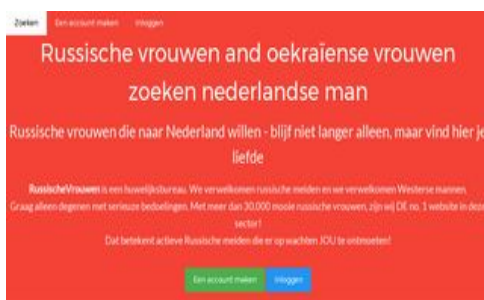 Zoeken Een account maken Inloggen
Russische vrouwen and oekraïense vrouwen
zoeken nederlandse man
Russische vrouwen die naar Nederland willen - blijf niet langer alleen, maar vind hier je
liefde
RussischeVrouwen is een huwelijksbureau. We verwelkomen russische meiden en we verwelkomen Westerse mannen.
Graag alleen degenen met serieuze bedoelingen. Met meer dan 30.000 mooie russische vrouwen, zijn wij DE no. 1 website in deze
sector!
Dat betekent actieve Russische meiden die er op wachten JOU te ontmoeten!
Een account maken Inloggen